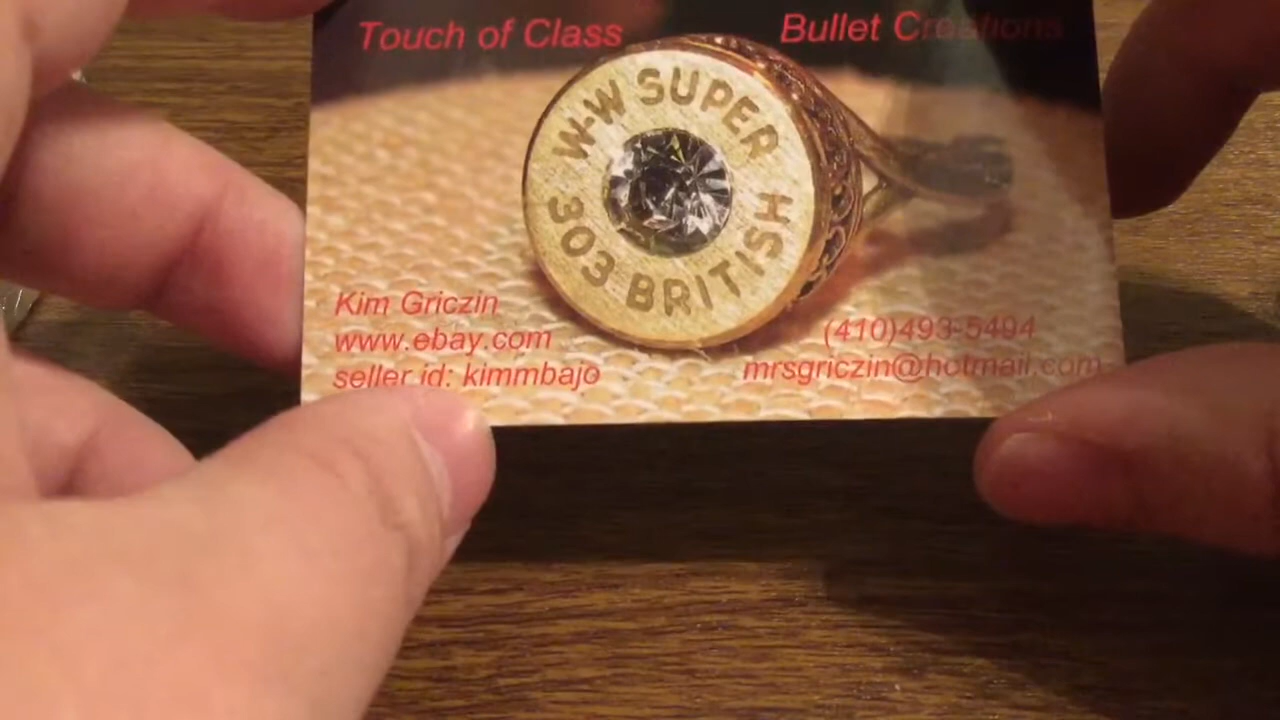 Touch of Class
Bullet Creations
W-W SUPER
303 BRITISH
Kim Griczin
www.ebay.com
seller id: kimmbajo
(410)493-5494
mrsgriczin@hotmail.com